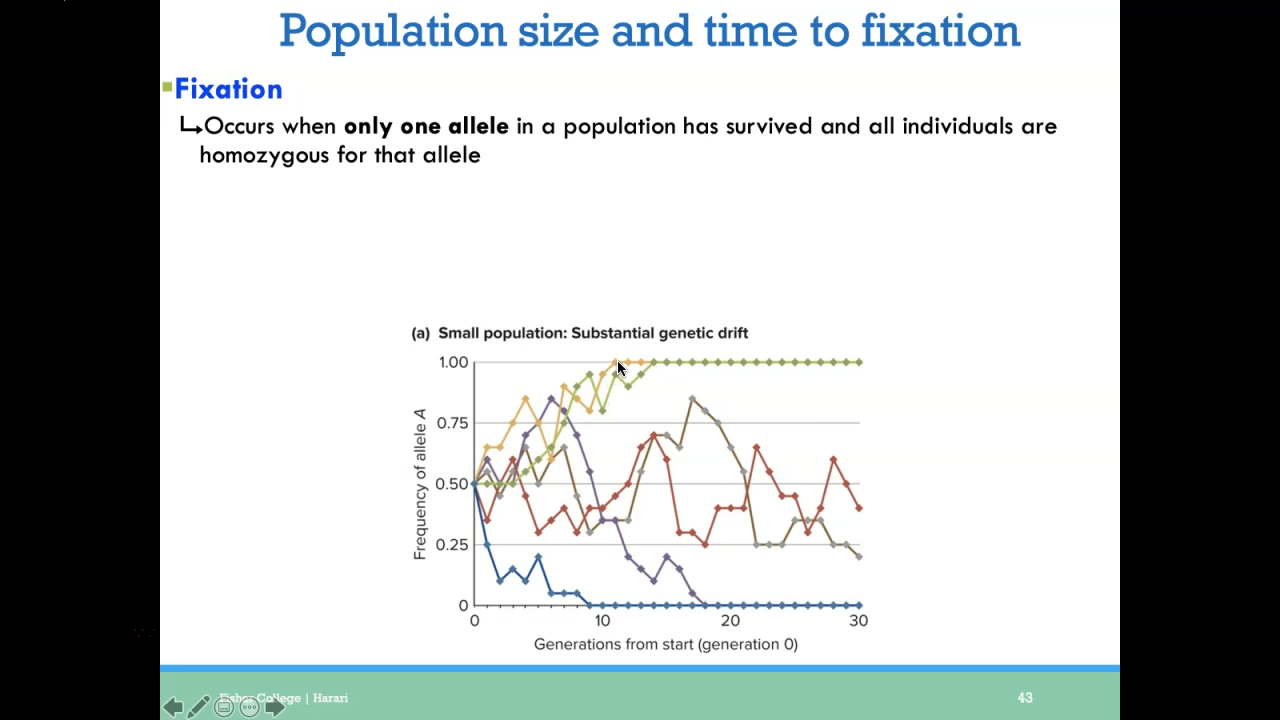 Population size and time to fixation
Fixation
Occurs when only one allele in a population has survived and all individuals are
homozygous for that allele
(a) Small population: Substantial genetic drift
1.00
0.75
0.50
0.25
0
Frequency of allele A
0 10 20 30
Generations from start (generation 0)
Fisher College | Harari
43